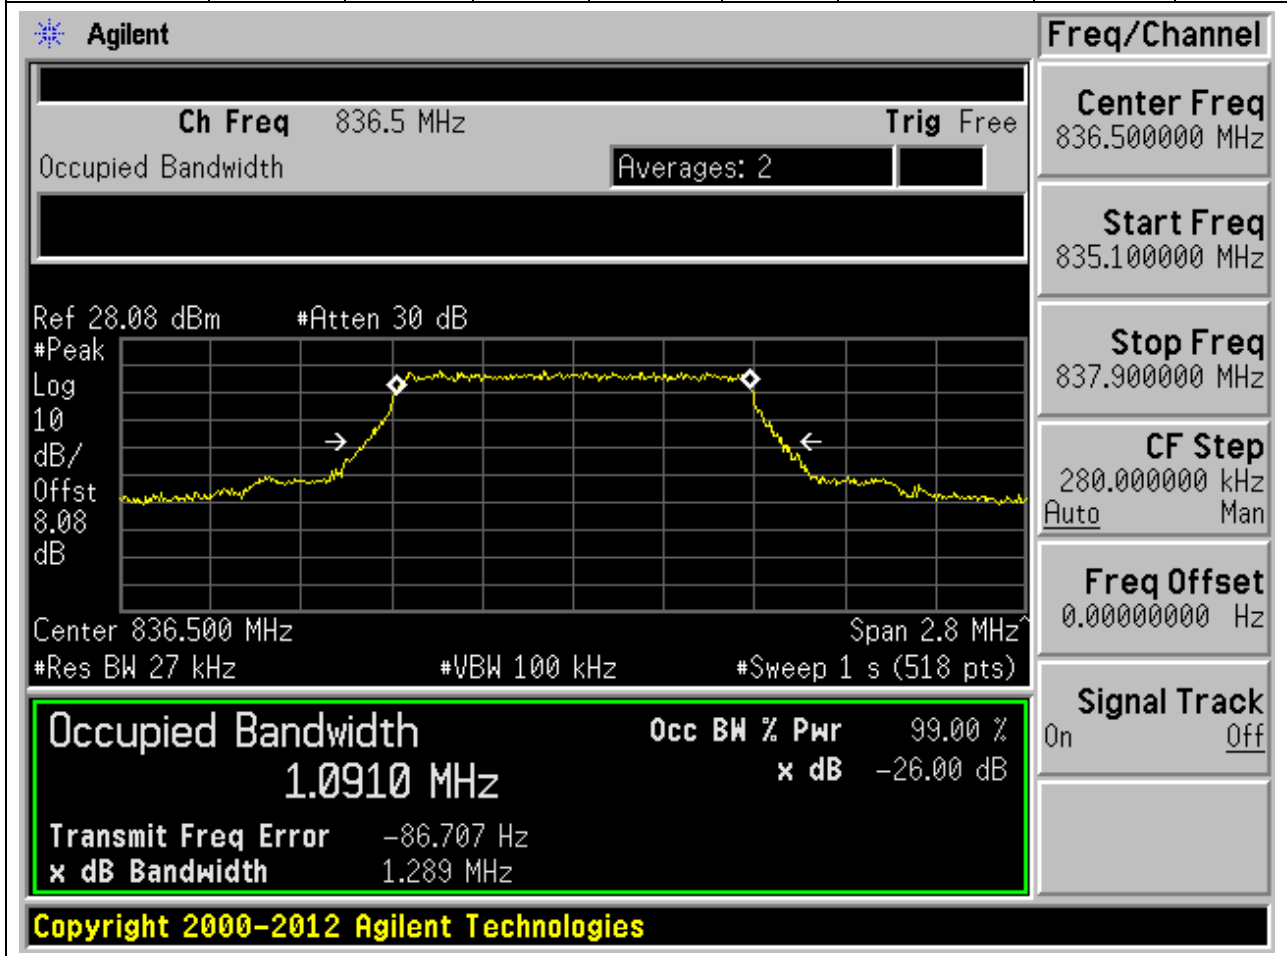 Agilent
Freq/Channel
Ch Freq 836.5 MHz Trig Free
Occupied Bandwidth Averages: 2
Center Freq
836.500000 MHz
Start Freq
835.100000 MHz
Stop Freq
837.900000 MHz
CF Step
280.000000 kHz
Auto Man
Freq Offset
0.00000000 Hz
Signal Track
On Off
Ref 28.08 dBm #Atten 30 dB
#Peak
Log
10
dB/
Offst
8.08
dB
Center 836.500 MHz Span 2.8 MHz^
#Res BW 27 kHz #VBW 100 kHz #Sweep 1 s (518 pts)
Occupied Bandwidth
1.0910 MHz
Occ BW % Pwr 99.00 %
x dB -26.00 dB
Transmit Freq Error -86.707 Hz
x dB Bandwidth 1.289 MHz
Copyright 2000-2012 Agilent Technologies